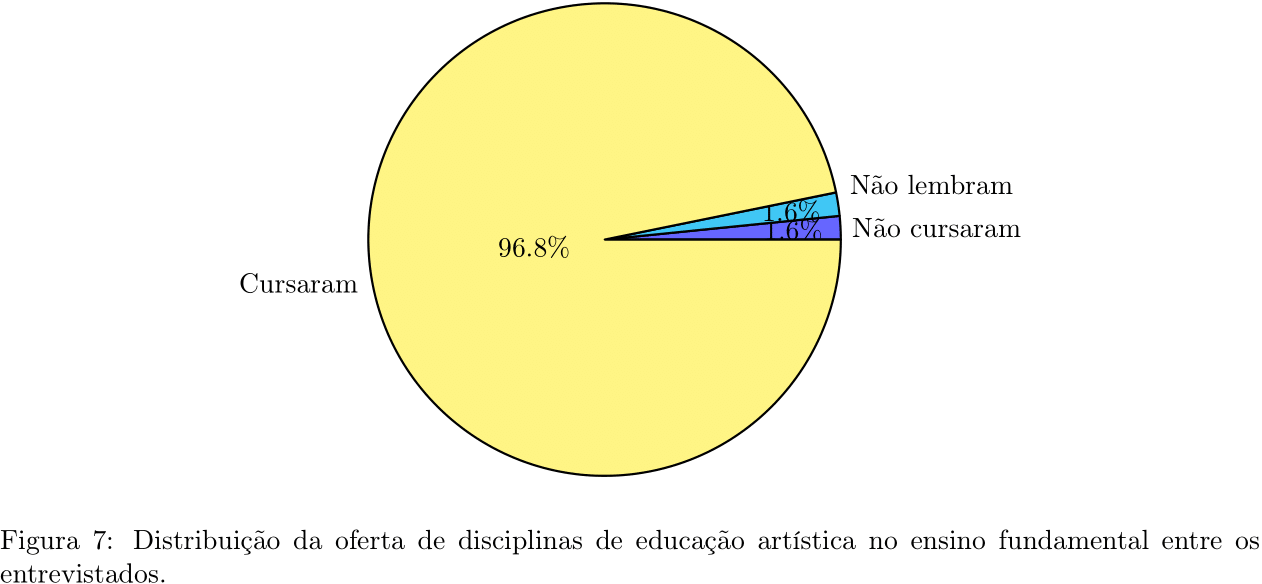 Não lembram
1.6%
Não cursaram
1.6%
96.8%
Cursaram
Figura 7: Distribuição da oferta de disciplinas de educação artística no ensino fundamental entre os
entrevistados.